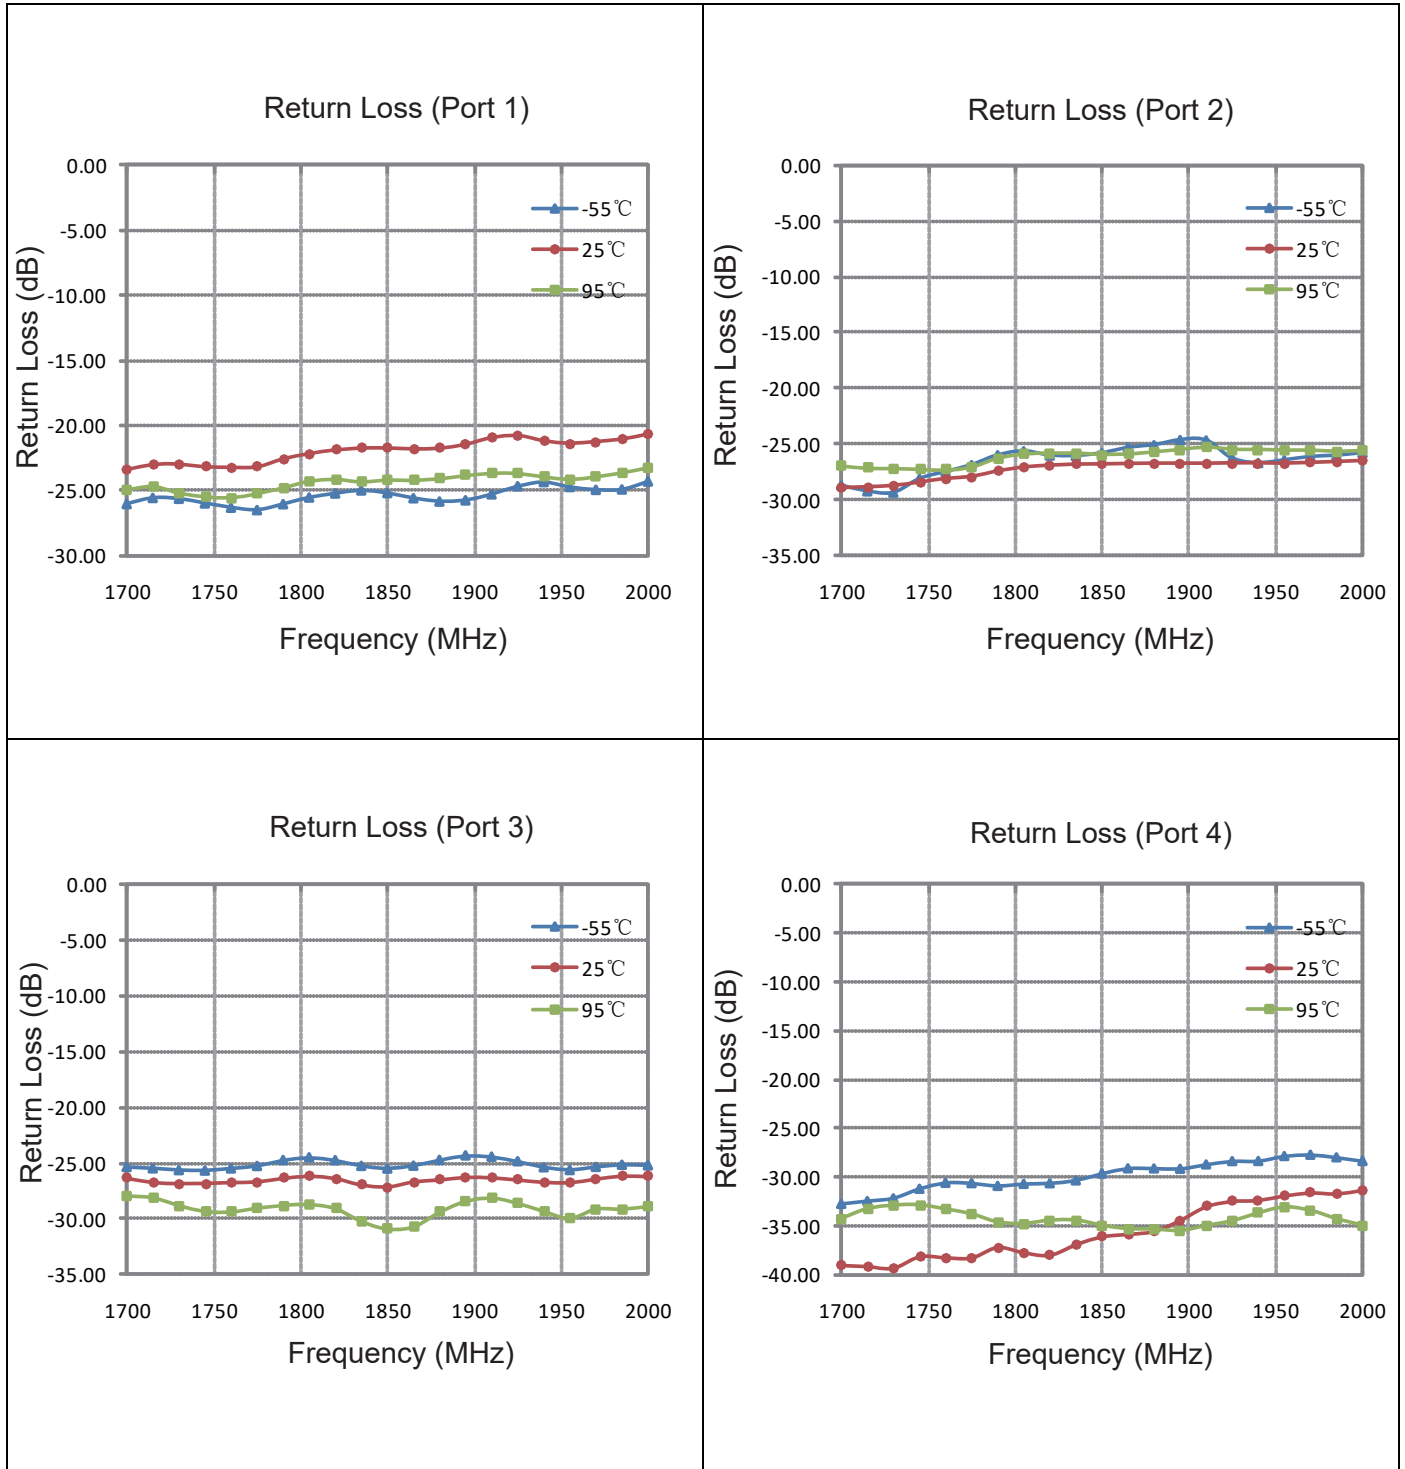 Return Loss (Port 1)
0.00
-5.00
-10.00
-15.00
-20.00
-25.00
-30.00
Return Loss (dB)
-55℃
25℃
95℃
1700 1750 1800 1850 1900 1950 2000
Frequency (MHz)
Return Loss (Port 2)
0.00
-5.00
-10.00
-15.00
-20.00
-25.00
-30.00
-35.00
Return Loss (dB)
-55℃
25℃
95℃
1700 1750 1800 1850 1900 1950 2000
Frequency (MHz)
Return Loss (Port 3)
0.00
-5.00
-10.00
-15.00
-20.00
-25.00
-30.00
-35.00
Return Loss (dB)
-55℃
25℃
95℃
1700 1750 1800 1850 1900 1950 2000
Frequency (MHz)
Return Loss (Port 4)
0.00
-5.00
-10.00
-15.00
-20.00
-25.00
-30.00
-35.00
-40.00
Return Loss (dB)
-55℃
25℃
95℃
1700 1750 1800 1850 1900 1950 2000
Frequency (MHz)